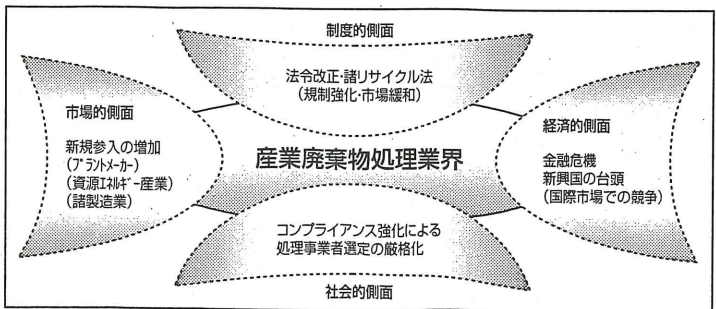 制度的側面
法令改正・諸リサイクル法
(規制強化・市場緩和)
市場的側面
新規参入の増加
(プラントメーカー)
(資源エネルギー産業)
(諸製造業)
産業廃棄物処理業界
経済的側面
金融危機
新興国の台頭
(国際市場での競争)
コンプライアンス強化による
処理事業者選定の厳格化
社会的側面